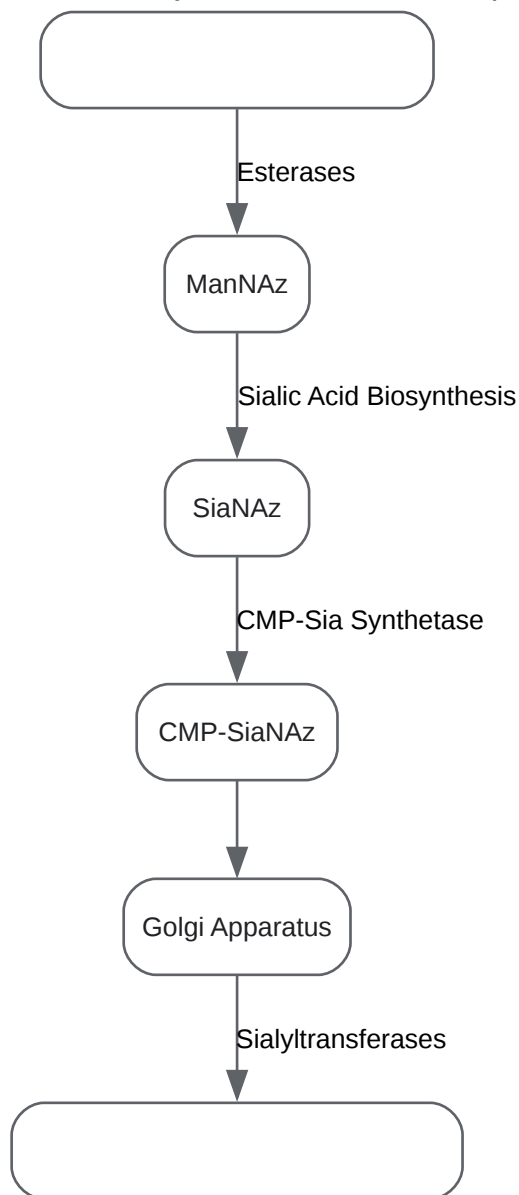 Esterases
ManNAz
Sialic Acid Biosynthesis
SiaNAz
CMP-Sia Synthetase
CMP-SiaNAz
Golgi Apparatus
Sialyltransferases